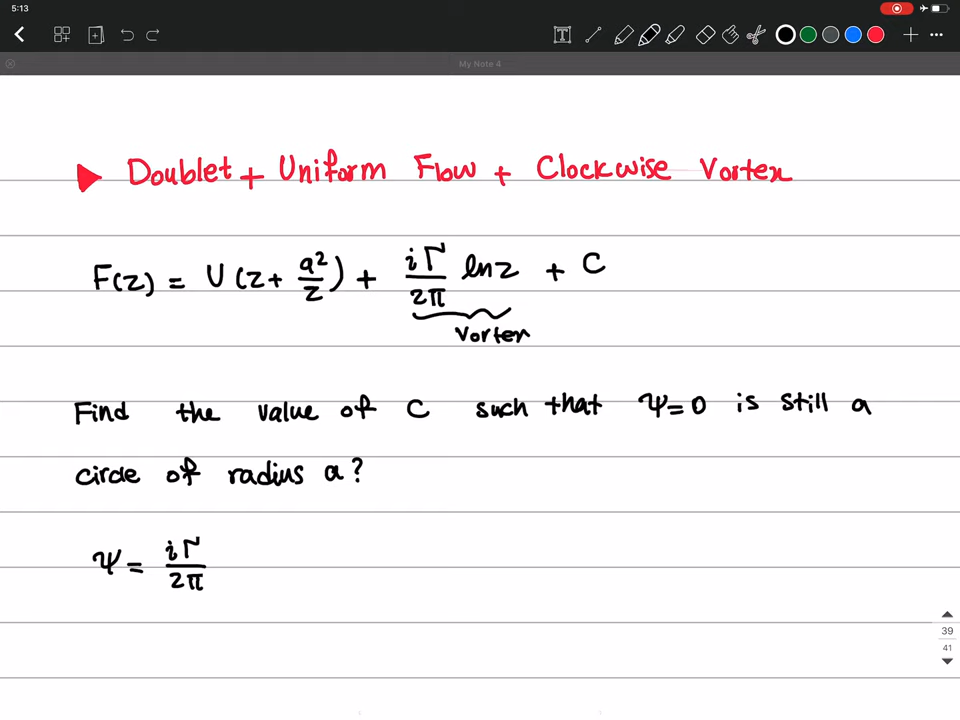 5:13
My Note 4
Doublet + Uniform Flow + Clockwise Vortex
F(z) = U(z + a²/z) + iΓ/2π ln z + C
Vortex
Find the value of C such that Ψ=0 is still a
circle of radius a?
Ψ = iΓ/2π
39
41